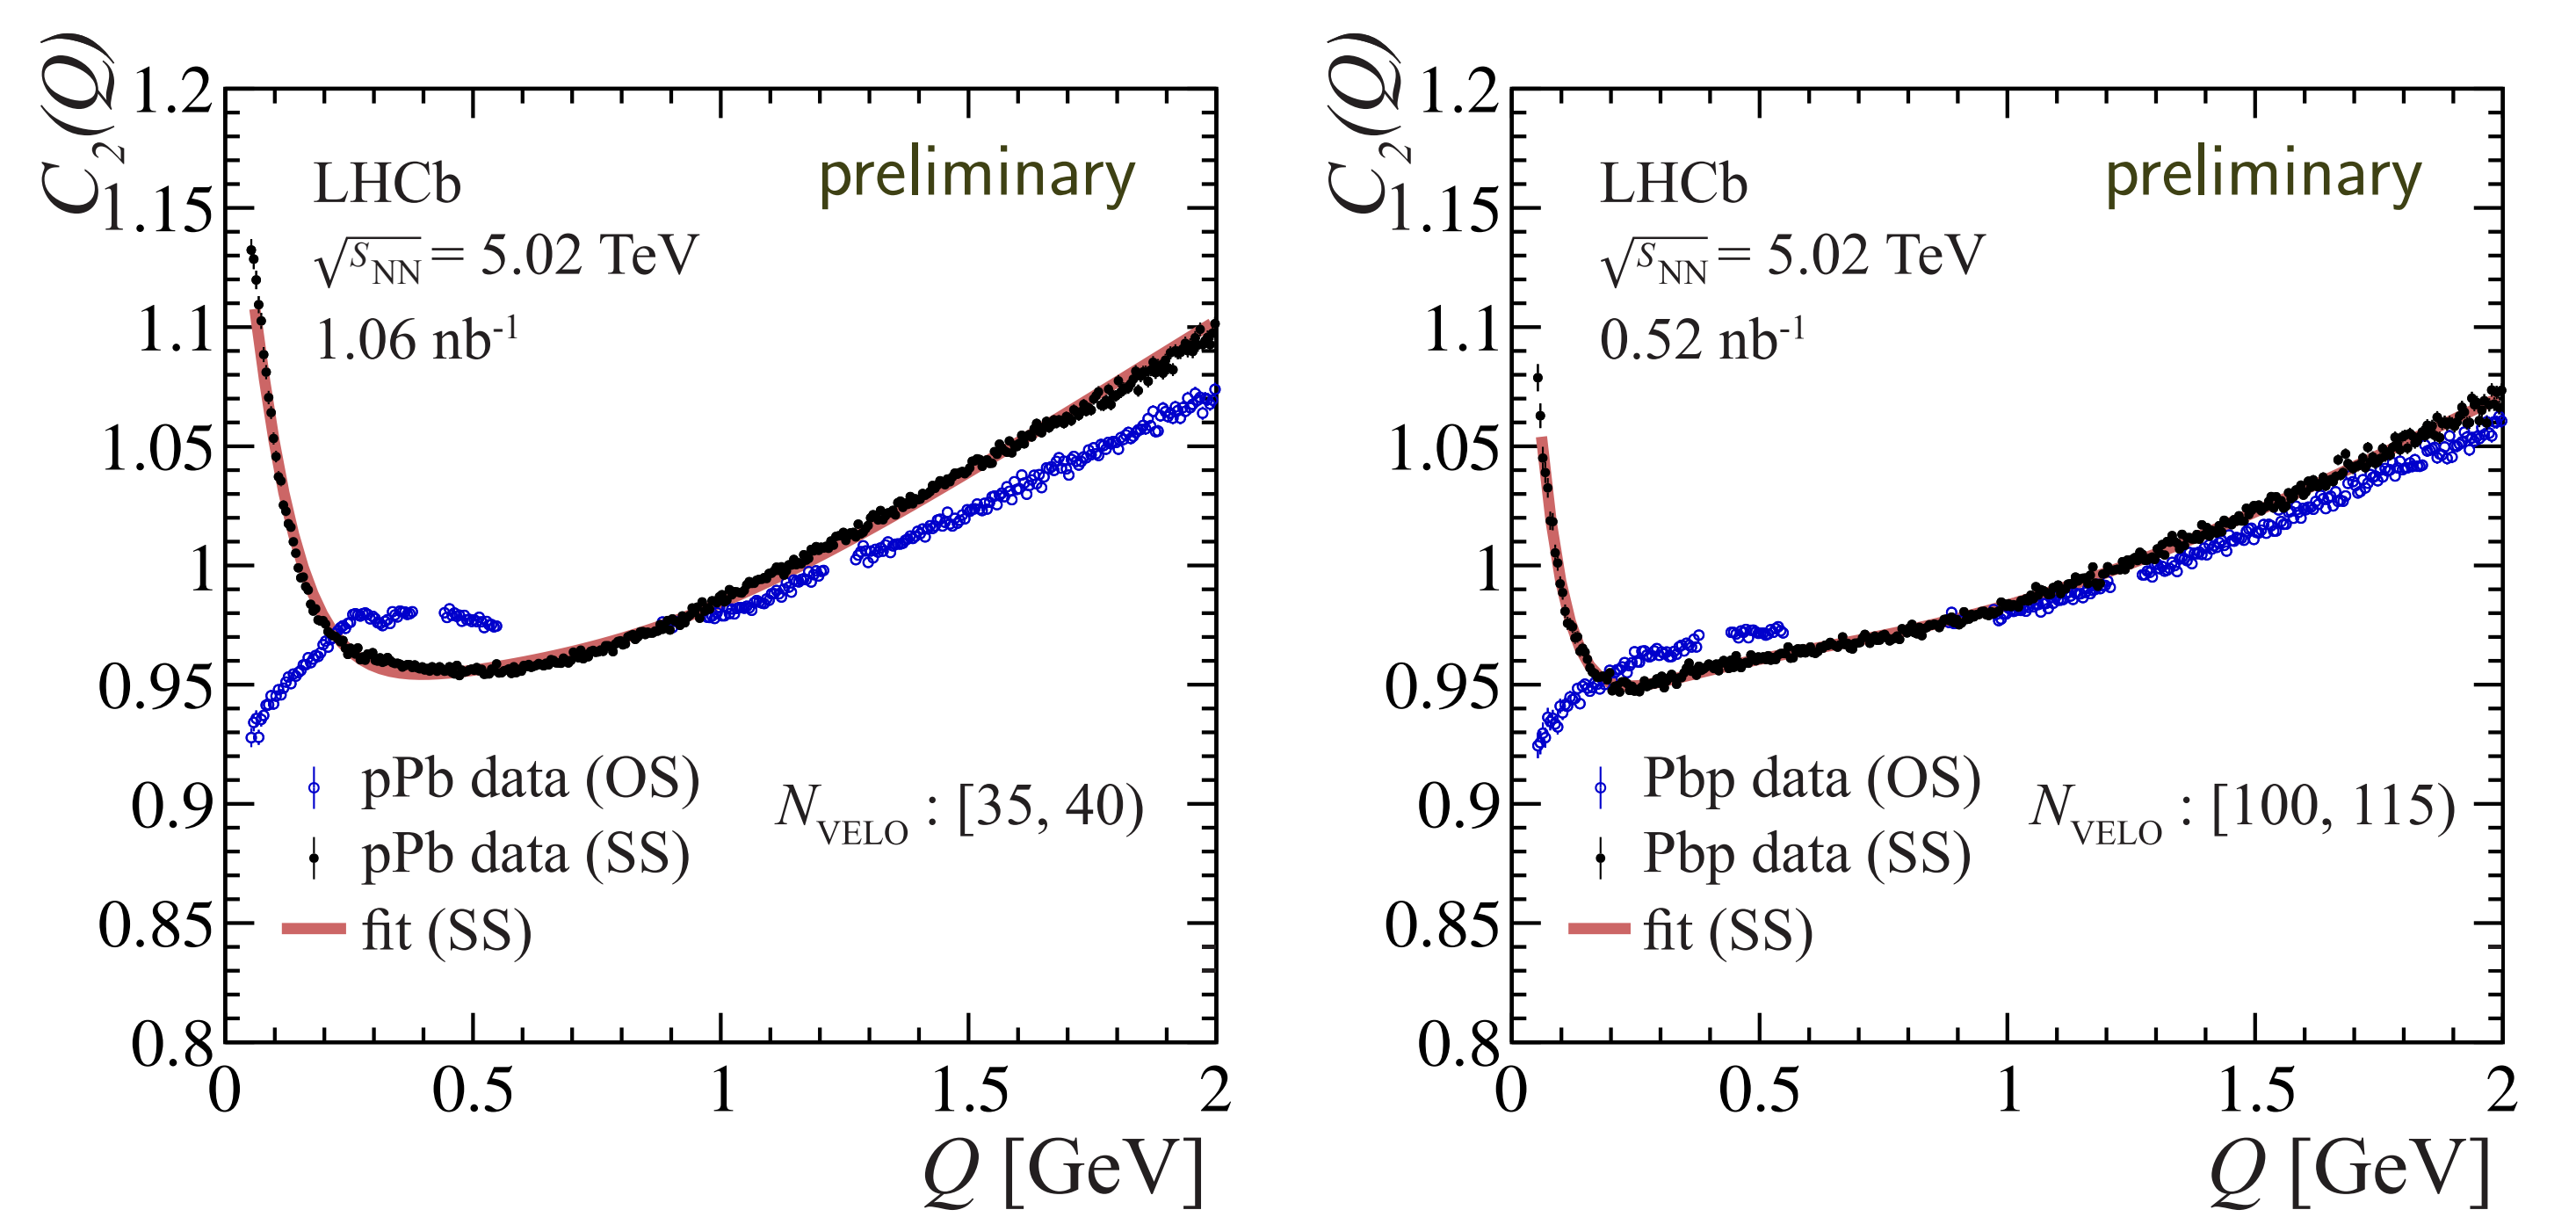 C₂(Q)
1.2
1.15
1.1
1.05
1
0.95
0.9
0.85
0.8
LHCb
preliminary
√sNN = 5.02 TeV
1.06 nb⁻¹
pPb data (OS)
pPb data (SS)
fit (SS)
NVELO : [35, 40)
0 0.5 1 1.5 2
Q [GeV]
C₂(Q)
1.2
1.15
1.1
1.05
1
0.95
0.9
0.85
0.8
LHCb
preliminary
√sNN = 5.02 TeV
0.52 nb⁻¹
Pbp data (OS)
Pbp data (SS)
fit (SS)
NVELO : [100, 115)
0 0.5 1 1.5 2
Q [GeV]